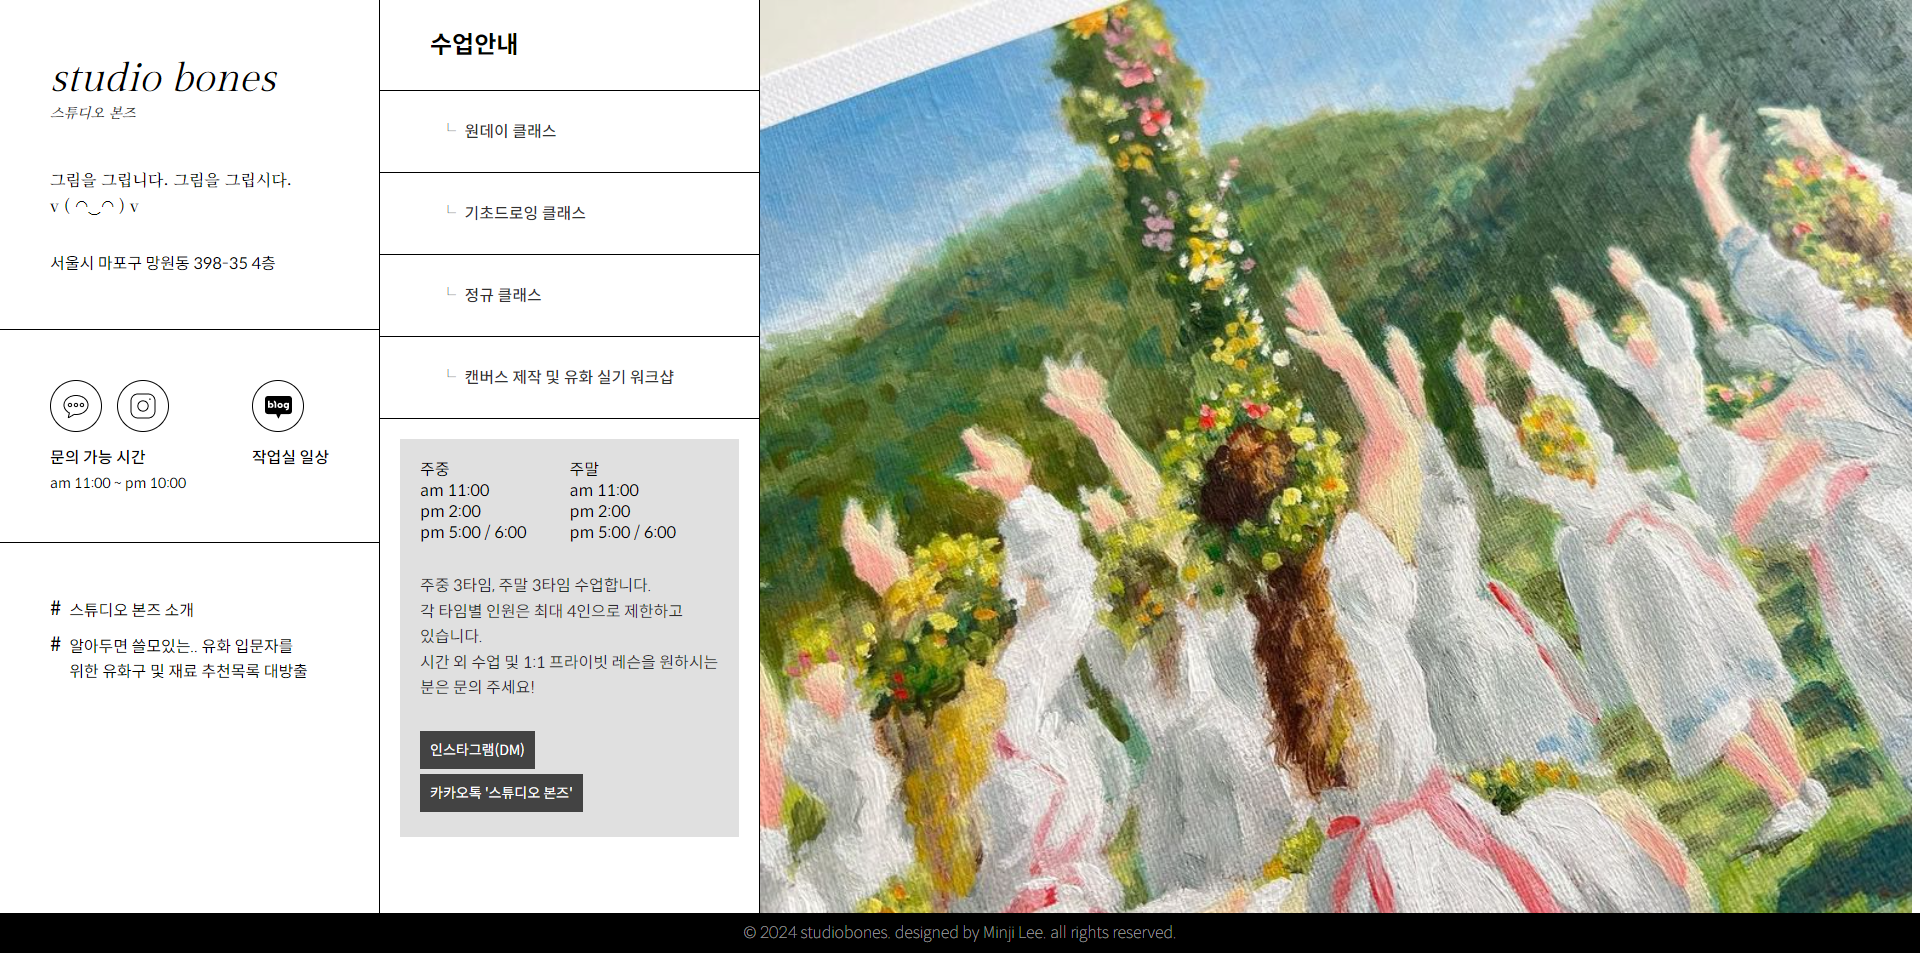 studio bones
스튜디오 본즈
그림을 그립니다. 그림을 그립시다.
v ( ◠‿◠ ) v
서울시 마포구 망원동 398-35 4층
blog
문의 가능 시간
am 11:00 ~ pm 10:00
작업실 일상
# 스튜디오 본즈 소개
# 알아두면 쓸모있는.. 유화 입문자를
위한 유화구 및 재료 추천목록 대방출
수업안내
원데이 클래스
기초드로잉 클래스
정규 클래스
캔버스 제작 및 유화 실기 워크샵
주중
am 11:00
pm 2:00
pm 5:00 / 6:00
주말
am 11:00
pm 2:00
pm 5:00 / 6:00
주중 3타임, 주말 3타임 수업합니다.
각 타임별 인원은 최대 4인으로 제한하고
있습니다.
시간 외 수업 및 1:1 프라이빗 레슨을 원하시는
분은 문의 주세요!
인스타그램(DM)
카카오톡 '스튜디오 본즈'
© 2024 studiobones. designed by Minji Lee. all rights reserved.